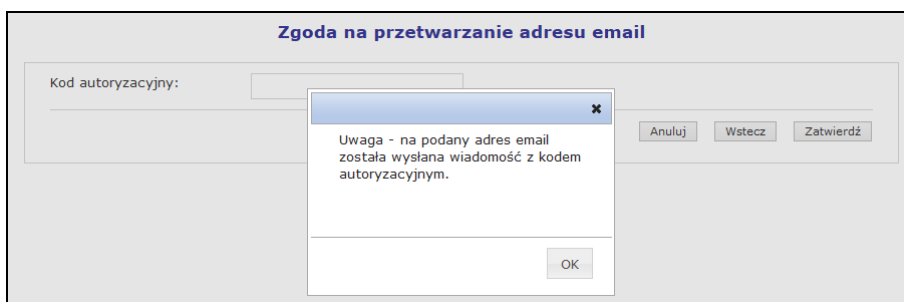 Zgoda na przetwarzanie adresu email
Kod autoryzacyjny:
Anuluj Wstecz Zatwierdź
Uwaga - na podany adres email
została wysłana wiadomość z kodem
autoryzacyjnym.
OK